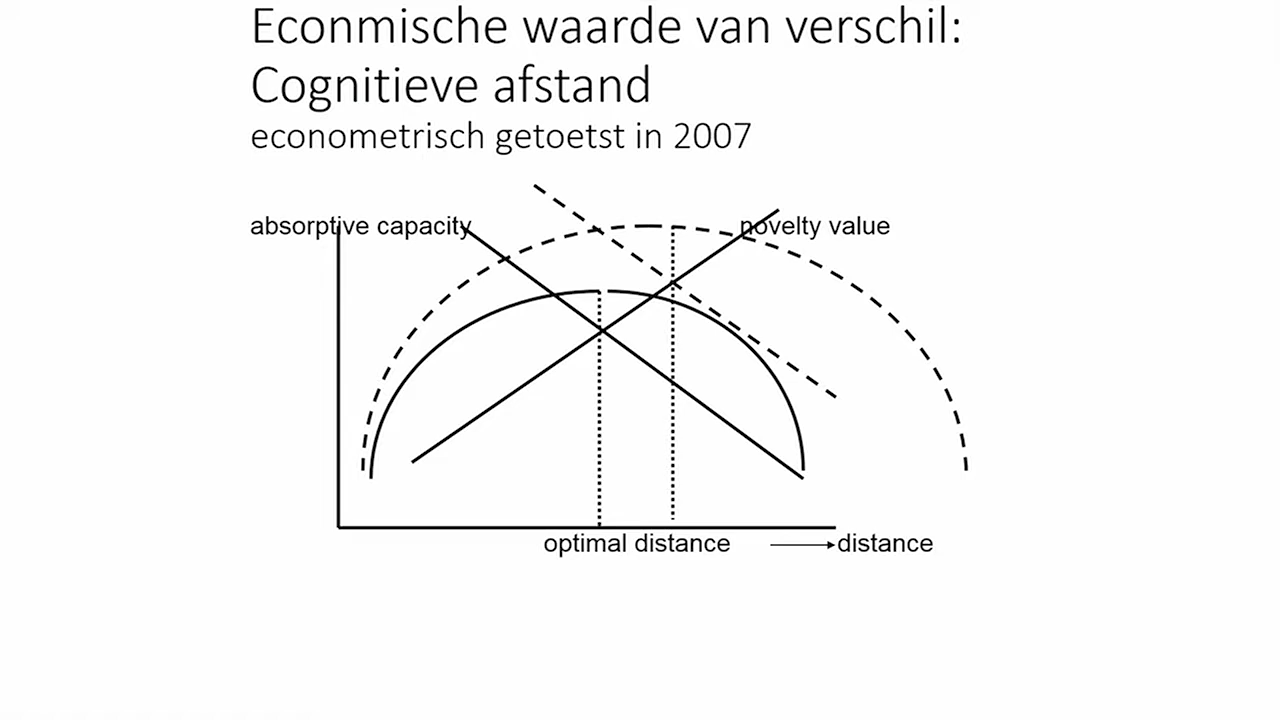 Econmische waarde van verschil:
Cognitieve afstand
econometrisch getoetst in 2007
absorptive capacity
novelty value
optimal distance
distance